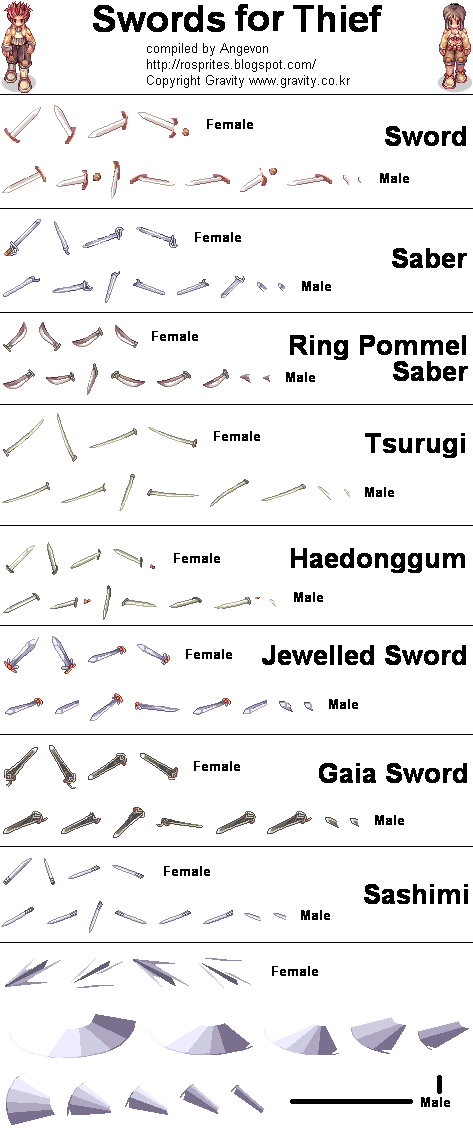 Swords for Thief
compiled by Angevon
http://rosprites.blogspot.com/
Copyright Gravity www.gravity.co.kr
Female
Sword
Male
Female
Saber
Male
Female
Ring Pommel
Saber
Male
Female
Tsurugi
Male
Female
Haedonggum
Male
Female
Jewelled Sword
Male
Female
Gaia Sword
Male
Female
Sashimi
Male
Female
Male